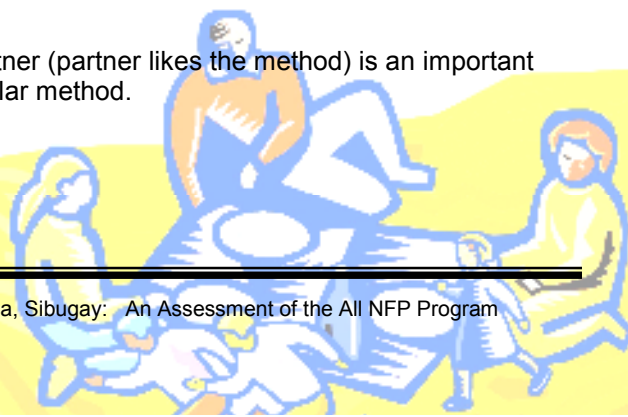 tner (partner likes the method) is an important
lar method.
a, Sibugay: An Assessment of the All NFP Program